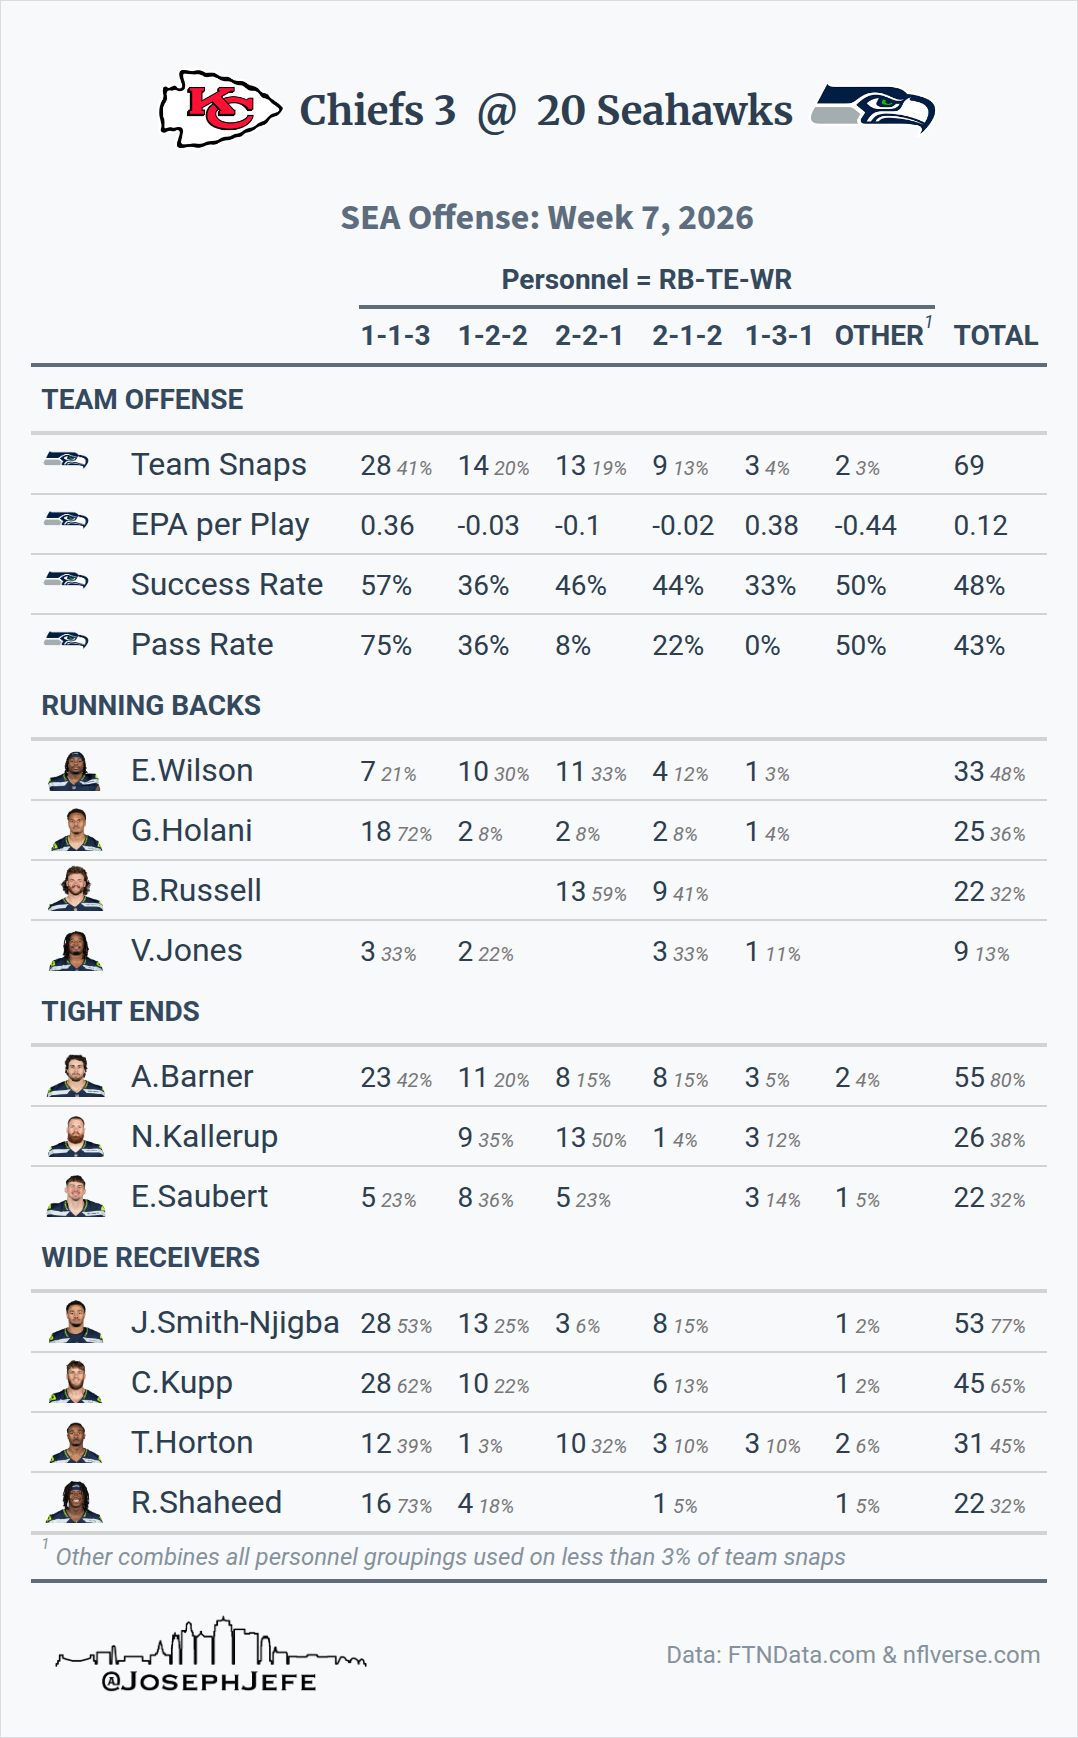 KC Chiefs 3 @ 20 Seahawks
SEA Offense: Week 7, 2026
Personnel = RB-TE-WR
1-1-3 1-2-2 2-2-1 2-1-2 1-3-1 OTHER 1 TOTAL
TEAM OFFENSE
Team Snaps 28 41% 14 20% 13 19% 9 13% 3 4% 2 3% 69
EPA per Play 0.36 -0.03 -0.1 -0.02 0.38 -0.44 0.12
Success Rate 57% 36% 46% 44% 33% 50% 48%
Pass Rate 75% 36% 8% 22% 0% 50% 43%
RUNNING BACKS
E.Wilson 7 21% 10 30% 11 33% 4 12% 1 3% 33 48%
G.Holani 18 72% 2 8% 2 8% 2 8% 1 4% 25 36%
B.Russell 13 59% 9 41% 22 32%
V.Jones 3 33% 2 22% 3 33% 1 11% 9 13%
TIGHT ENDS
A.Barner 23 42% 11 20% 8 15% 8 15% 3 5% 2 4% 55 80%
N.Kallerup 9 35% 13 50% 1 4% 3 12% 26 38%
E.Saubert 5 23% 8 36% 5 23% 3 14% 1 5% 22 32%
WIDE RECEIVERS
J.Smith-Njigba 28 53% 13 25% 3 6% 8 15% 1 2% 53 77%
C.Kupp 28 62% 10 22% 6 13% 1 2% 45 65%
T.Horton 12 39% 1 3% 10 32% 3 10% 3 10% 2 6% 31 45%
R.Shaheed 16 73% 4 18% 1 5% 1 5% 22 32%
1 Other combines all personnel groupings used on less than 3% of team snaps
@JOSEPHJEFE
Data: FTNData.com & nflverse.com